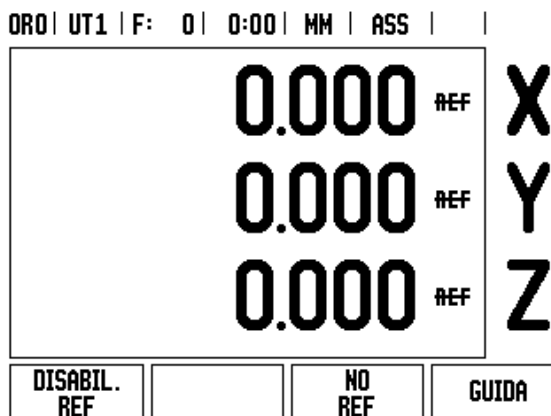 ORO| UT1 |F: 0| 0:00| MM | ASS | |
0.000 REF X
0.000 REF Y
0.000 REF Z
DISABIL. REF
NO REF
GUIDA